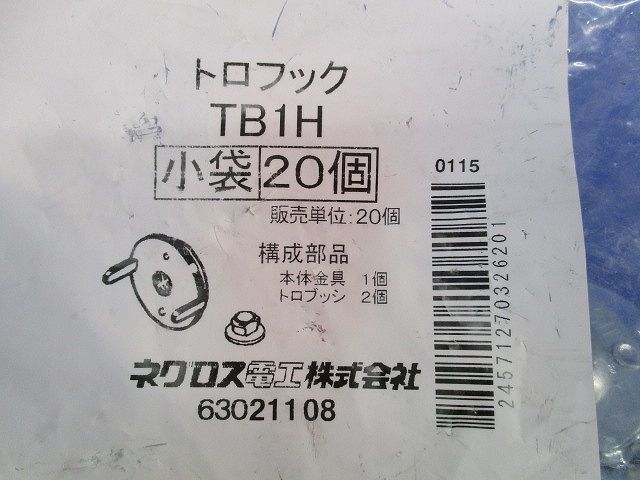 トロフック
TB1H
小袋 20個
販売単位:20個
構成部品
本体金具 1個
トロブッシ 2個
ネグロス電工株式会社
63021108
0115
24571270326201